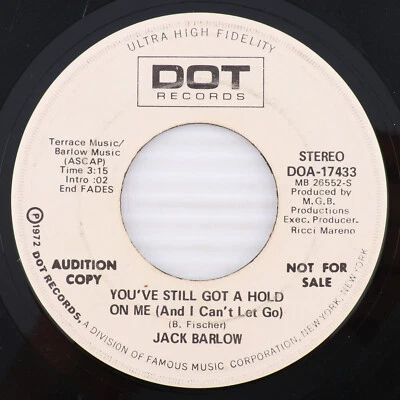 ULTRA HIGH FIDELITY
DOT
RECORDS
Terrace Music/
Barlow Music
(ASCAP)
Time 3:15
Intro :02
End FADES
STEREO
DOA-17433
MB 26552-S
Produced by
M.G.B.
Productions
Exec. Producer
Ricci Mareno
AUDITION
COPY
NOT FOR
SALE
YOU'VE STILL GOT A HOLD
ON ME (And I Can't Let Go)
(B. Fischer)
JACK BARLOW
Ⓟ 1972 DOT RECORDS, A DIVISION OF FAMOUS MUSIC CORPORATION, NEW YORK, NEW YORK